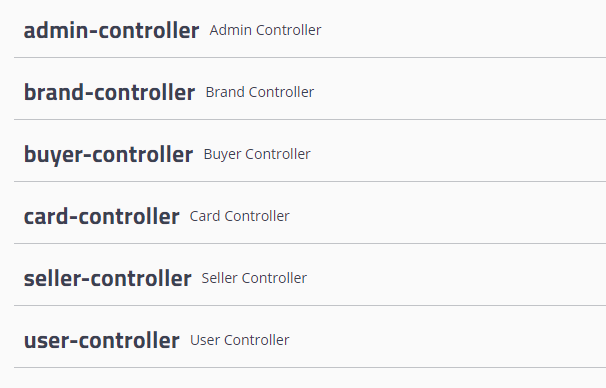 admin-controller Admin Controller
brand-controller Brand Controller
buyer-controller Buyer Controller
card-controller Card Controller
seller-controller Seller Controller
user-controller User Controller